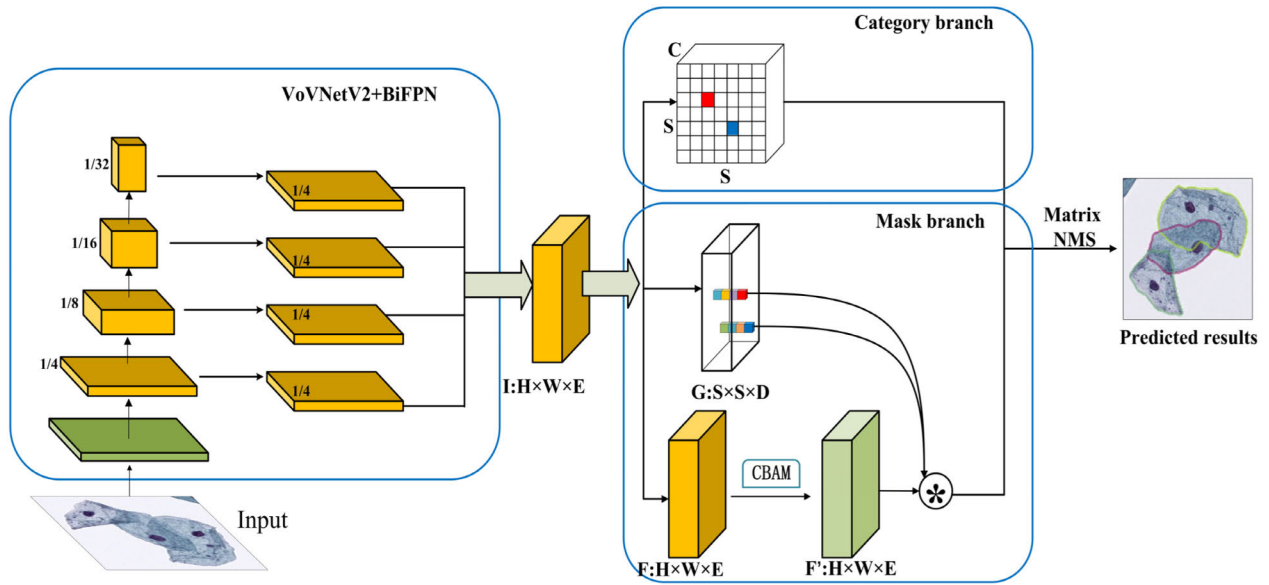 Category branch
C
S
S
VoVNetV2+BiFPN
1/32
1/4
1/16
1/4
1/8
1/4
1/4
1/4
I:H×W×E
Input
Mask branch
G:S×S×D
CBAM
F:H×W×E
F':H×W×E
Matrix
NMS
Predicted results